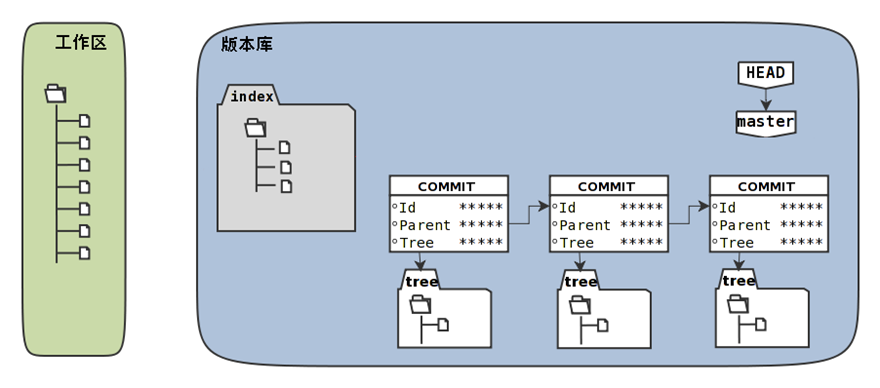 工作区
版本库
index
HEAD
master
COMMIT
Id *****
Parent *****
Tree *****
COMMIT
Id *****
Parent *****
Tree *****
COMMIT
Id *****
Parent *****
Tree *****
tree
tree
tree